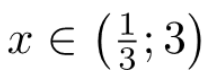 x ∈ (1/3; 3)